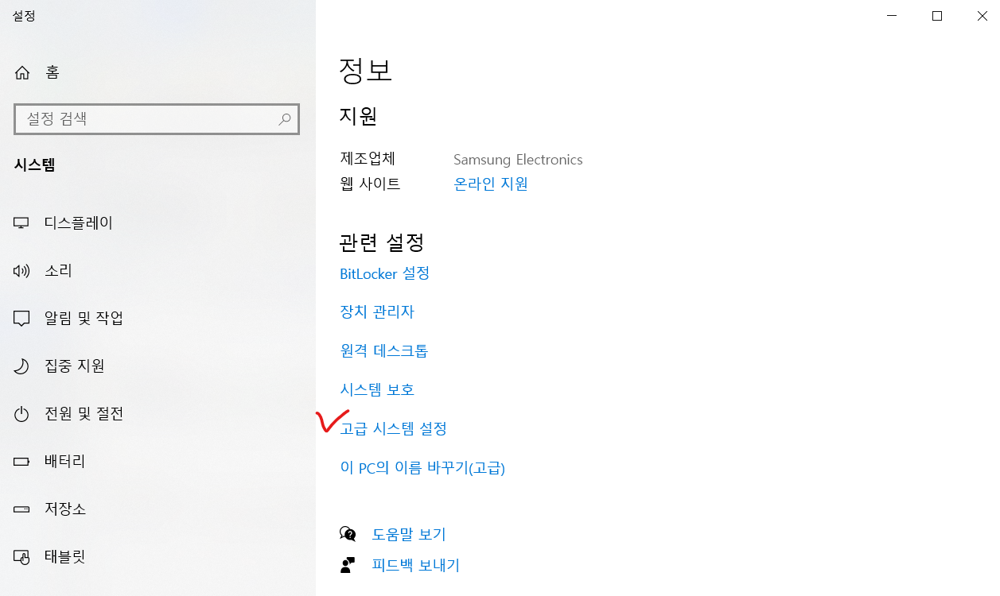 설정
홈
설정 검색
시스템
디스플레이
소리
알림 및 작업
집중 지원
전원 및 절전
배터리
저장소
태블릿
정보
지원
제조업체 Samsung Electronics
웹 사이트 온라인 지원
관련 설정
BitLocker 설정
장치 관리자
원격 데스크톱
시스템 보호
고급 시스템 설정
이 PC의 이름 바꾸기(고급)
도움말 보기
피드백 보내기